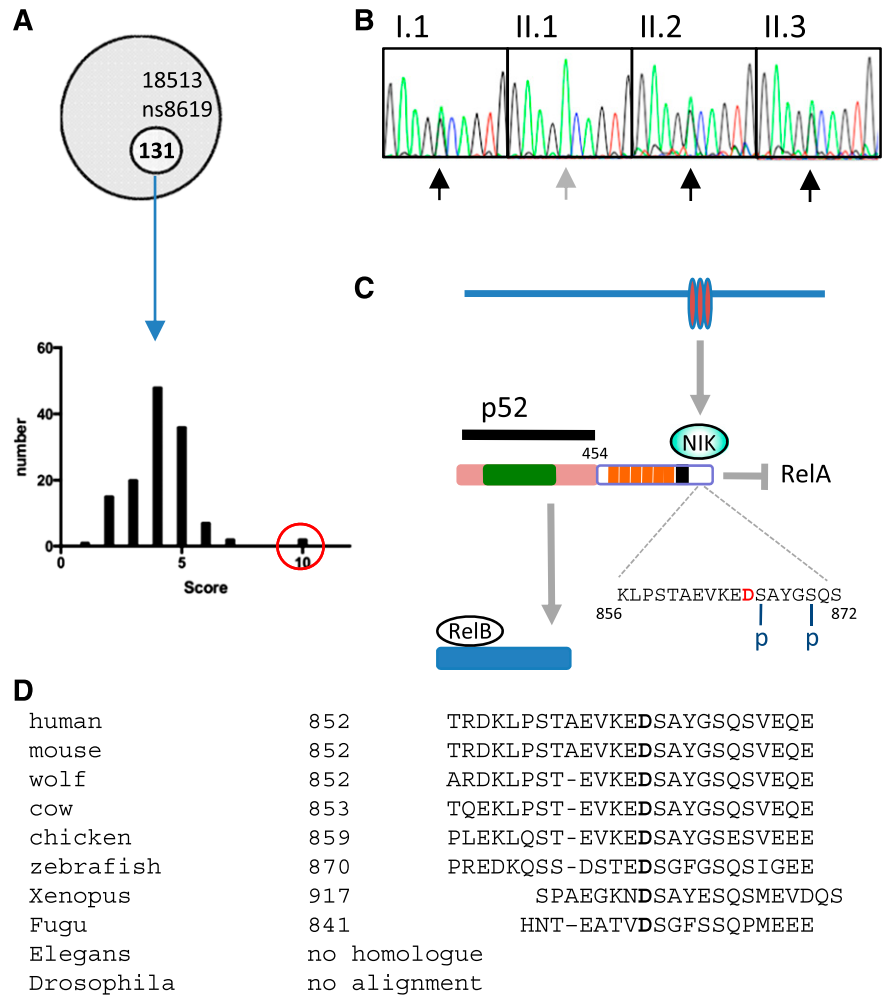 A
18513
ns8619
131
60
40
20
0
number
0 5 10
Score
B
I.1 II.1 II.2 II.3
C
p52
454
NIK
RelA
KLPSTAEVKEDSAYGSQS
856 872
p p
RelB
D
human 852 TRDKLPSTAEVKEDSAYGSQSVEQE
mouse 852 TRDKLPSTAEVKEDSAYGSQSVEQE
wolf 852 ARDKLPST-EVKEDSAYGSQSVEQE
cow 853 TQEKLPST-EVKEDSAYGSQSVEQE
chicken 859 PLEKLQST-EVKEDSAYGSESVEEE
zebrafish 870 PREDKQSS-DSTEDSGFGSQSIGEE
Xenopus 917 SPAEGKNDSAYESQSMEVDQS
Fugu 841 HNT-EATVDSGFSSQPMEEE
Elegans no homologue
Drosophila no alignment